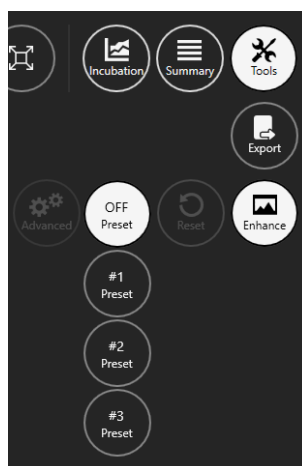 Incubation
Summary
Tools
Export
Advanced
OFF
Preset
Reset
Enhance
#1
Preset
#2
Preset
#3
Preset